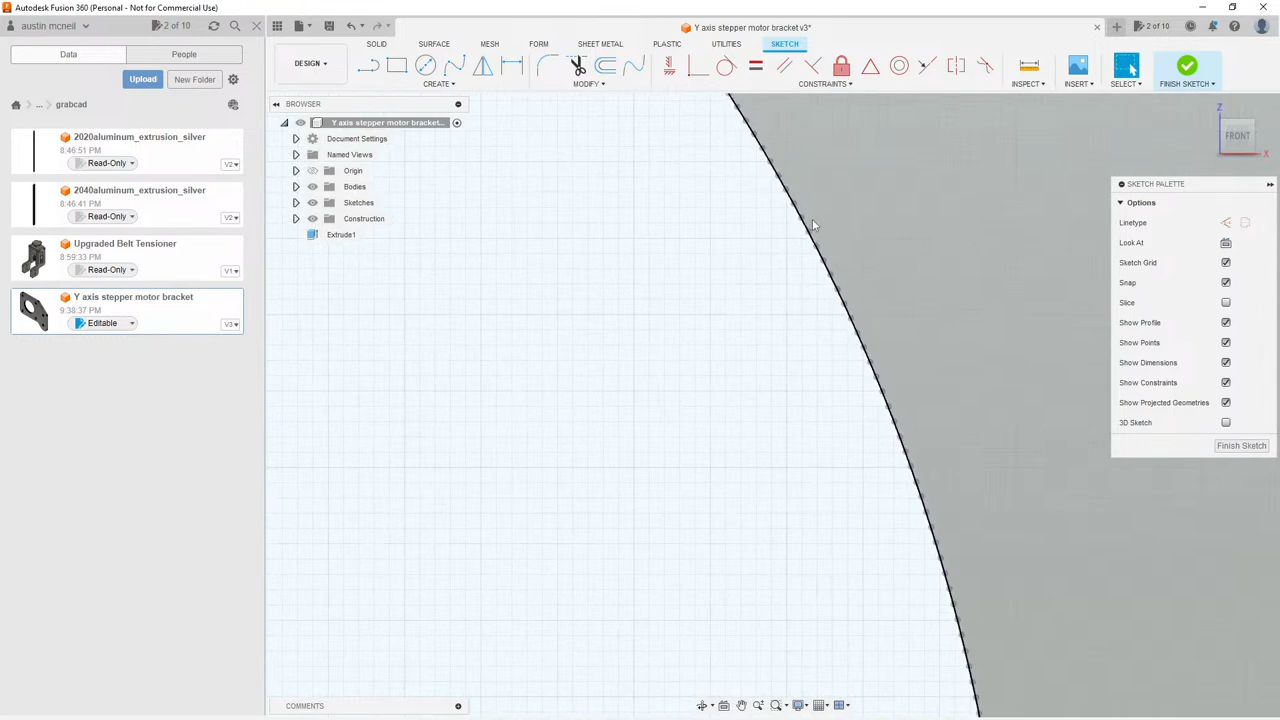 Autodesk Fusion 360 (Personal - Not for Commercial Use)
austin mcneil
2 of 10
Y axis stepper motor bracket v3*
2 of 10
Data
People
Upload
New Folder
... grabcad
2020aluminum_extrusion_silver
8:46:51 PM
Read-Only
V2
2040aluminum_extrusion_silver
8:46:41 PM
Read-Only
V2
Upgraded Belt Tensioner
8:59:33 PM
Read-Only
V1
Y axis stepper motor bracket
9:38:37 PM
Editable
V3
SOLID
SURFACE
MESH
FORM
SHEET METAL
PLASTIC
UTILITIES
SKETCH
DESIGN
CREATE
MODIFY
CONSTRAINTS
INSPECT
INSERT
SELECT
FINISH SKETCH
BROWSER
Y axis stepper motor bracket...
Document Settings
Named Views
Origin
Bodies
Sketches
Construction
Extrude1
Z
FRONT
X
SKETCH PALETTE
Options
Linetype
Look At
Sketch Grid
Snap
Slice
Show Profile
Show Points
Show Dimensions
Show Constraints
Show Projected Geometries
3D Sketch
Finish Sketch
COMMENTS